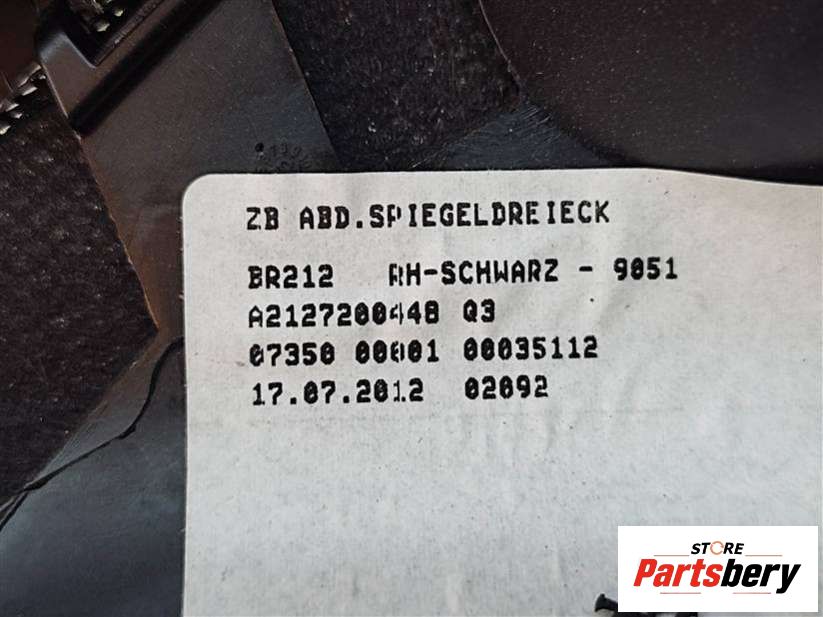 ZB ABD.SPIEGELDREIECK
BR212 RH-SCHWARZ - 9051
A2127200448 Q3
07350 00001 00035112
17.07.2012 02092
STORE
Partsbery